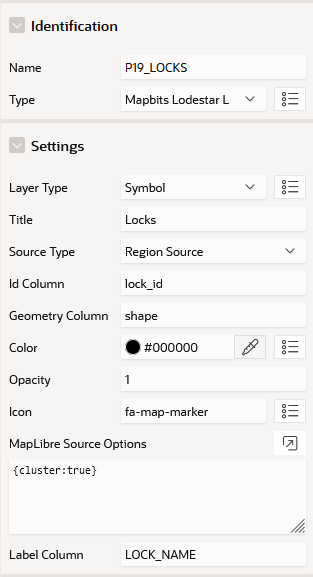 Identification
Name P19_LOCKS
Type Mapbits Lodestar L
Settings
Layer Type Symbol
Title Locks
Source Type Region Source
Id Column lock_id
Geometry Column shape
Color #000000
Opacity 1
Icon fa-map-marker
MapLibre Source Options
{cluster:true}
Label Column LOCK_NAME